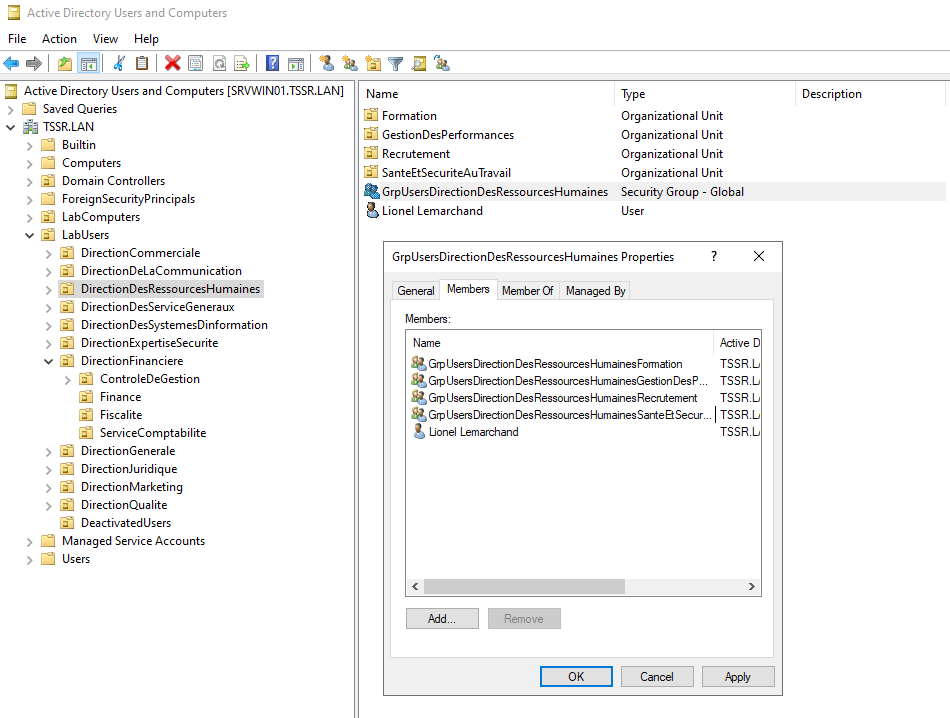 Active Directory Users and Computers
File Action View Help
Active Directory Users and Computers [SRVWIN01.TSSR.LAN]
Saved Queries
TSSR.LAN
Builtin
Computers
Domain Controllers
ForeignSecurityPrincipals
LabComputers
LabUsers
DirectionCommerciale
DirectionDeLaCommunication
DirectionDesRessourcesHumaines
DirectionDesServiceGeneraux
DirectionDesSystemesDinformation
DirectionExpertiseSecurite
DirectionFinanciere
ControleDeGestion
Finance
Fiscalite
ServiceComptabilite
DirectionGenerale
DirectionJuridique
DirectionMarketing
DirectionQualite
DeactivatedUsers
Managed Service Accounts
Users
Name Type Description
Formation Organizational Unit
GestionDesPerformances Organizational Unit
Recrutement Organizational Unit
SanteEtSecuriteAuTravail Organizational Unit
GrpUsersDirectionDesRessourcesHumaines Security Group - Global
Lionel Lemarchand User
GrpUsersDirectionDesRessourcesHumaines Properties ?
General Members Member Of Managed By
Members:
Name Active D
GrpUsersDirectionDesRessourcesHumainesFormation TSSR.LA
GrpUsersDirectionDesRessourcesHumainesGestionDesP... TSSR.LA
GrpUsersDirectionDesRessourcesHumainesRecrutement TSSR.LA
GrpUsersDirectionDesRessourcesHumainesSanteEtSecur... TSSR.LA
Lionel Lemarchand TSSR.LA
Add... Remove
OK Cancel Apply